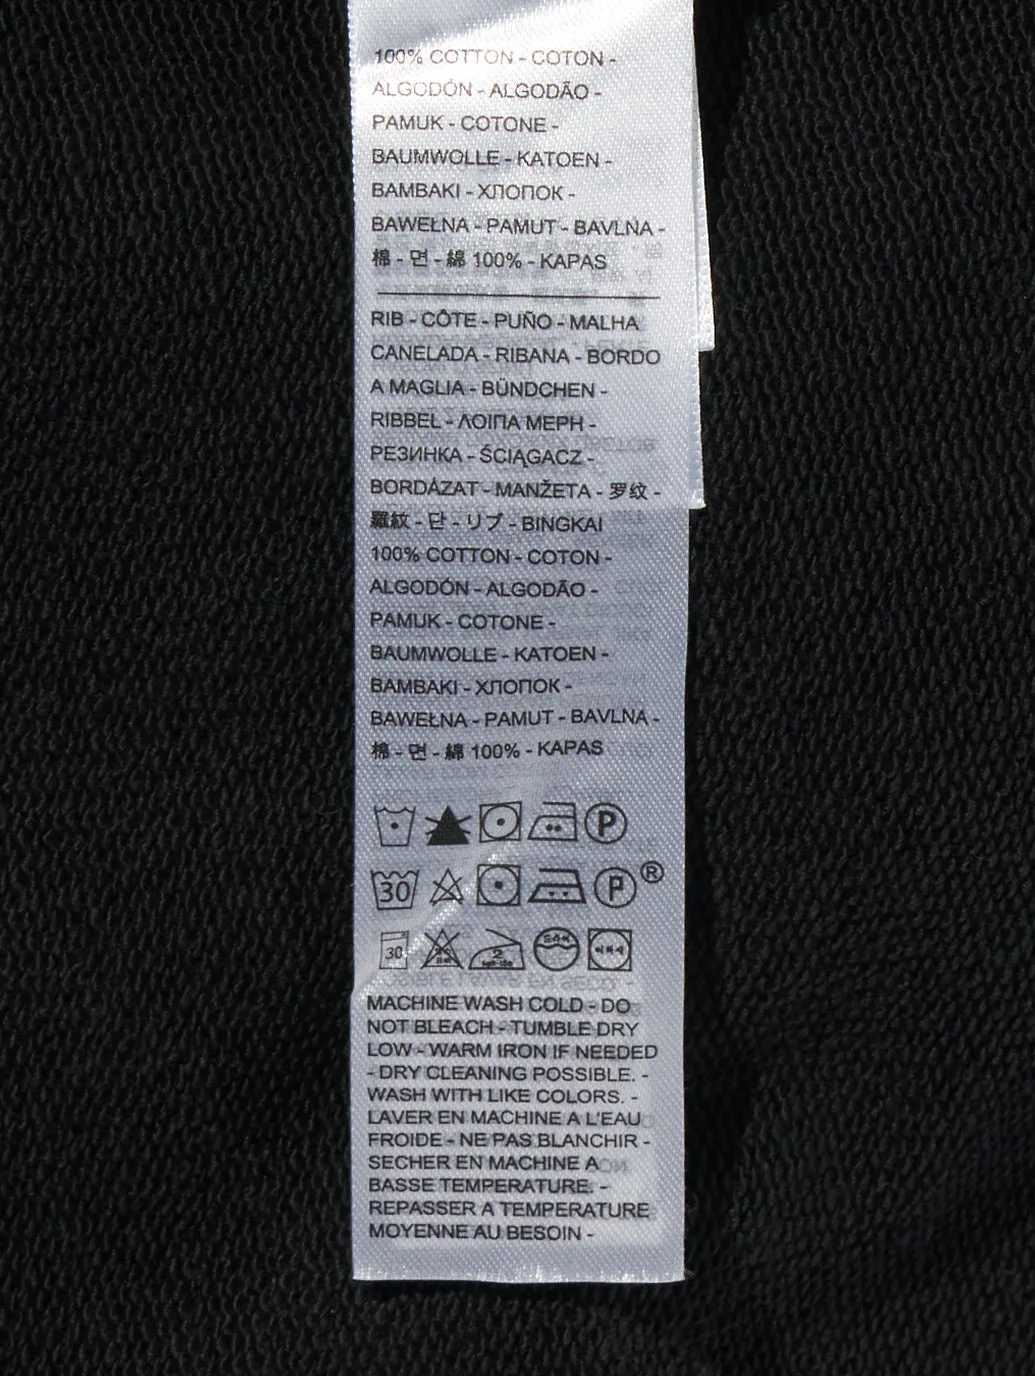 100% COTTON - COTON -
ALGODÓN - ALGODÃO -
PAMUK - COTONE -
BAUMWOLLE - KATOEN -
BAMBAKI - ХЛОПОК -
BAWEŁNA - PAMUT - BAVLNA -
棉 - 면 - 綿 100% - KAPAS
RIB - CÔTE - PUÑO - MALHA
CANELADA - RIBANA - BORDO
A MAGLIA - BÜNDCHEN -
RIBBEL - ΛΟΙΠΑ ΜΕΡΗ -
РЕЗИНКА - ŚCIĄGACZ -
BORDÁZAT - MANŽETA - 罗纹 -
羅紋 - 단 - リブ - BINGKAI
100% COTTON - COTON -
ALGODÓN - ALGODÃO -
PAMUK - COTONE -
BAUMWOLLE - KATOEN -
BAMBAKI - ХЛОПОК -
BAWEŁNA - PAMUT - BAVLNA -
棉 - 면 - 綿 100% - KAPAS
P
30 P ®
30 2
MACHINE WASH COLD - DO
NOT BLEACH - TUMBLE DRY
LOW - WARM IRON IF NEEDED
- DRY CLEANING POSSIBLE. -
WASH WITH LIKE COLORS. -
LAVER EN MACHINE A L'EAU
FROIDE - NE PAS BLANCHIR -
SECHER EN MACHINE A
BASSE TEMPERATURE. -
REPASSER A TEMPERATURE
MOYENNE AU BESOIN -